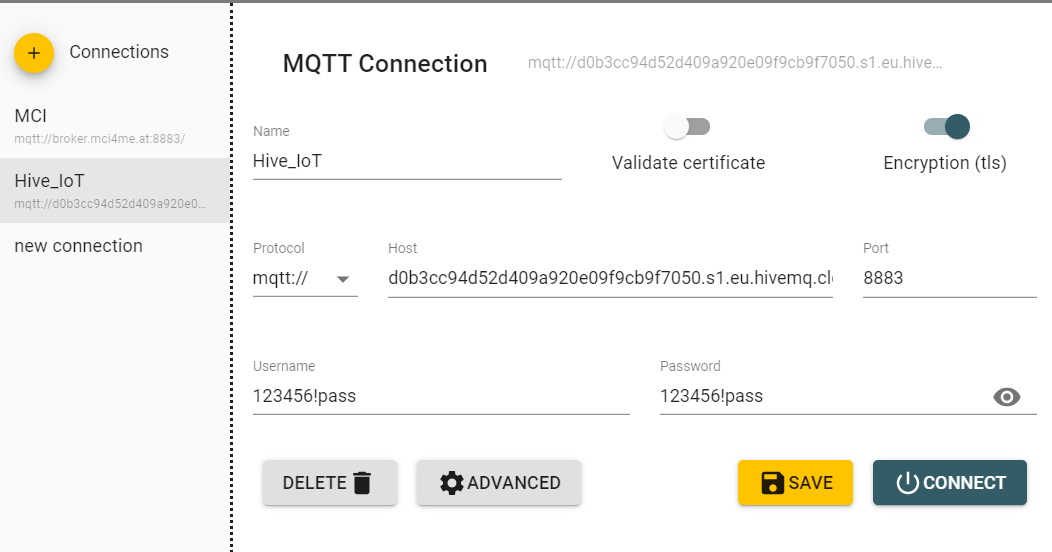 + Connections
MCI
mqtt://broker.mci4me.at:8883/
Hive_IoT
mqtt://d0b3cc94d52d409a920e0...
new connection
MQTT Connection mqtt://d0b3cc94d52d409a920e09f9cb9f7050.s1.eu.hive...
Name
Hive_IoT
Validate certificate Encryption (tls)
Protocol Host Port
mqtt:// d0b3cc94d52d409a920e09f9cb9f7050.s1.eu.hivemq.cl 8883
Username Password
123456!pass 123456!pass
DELETE ADVANCED SAVE CONNECT